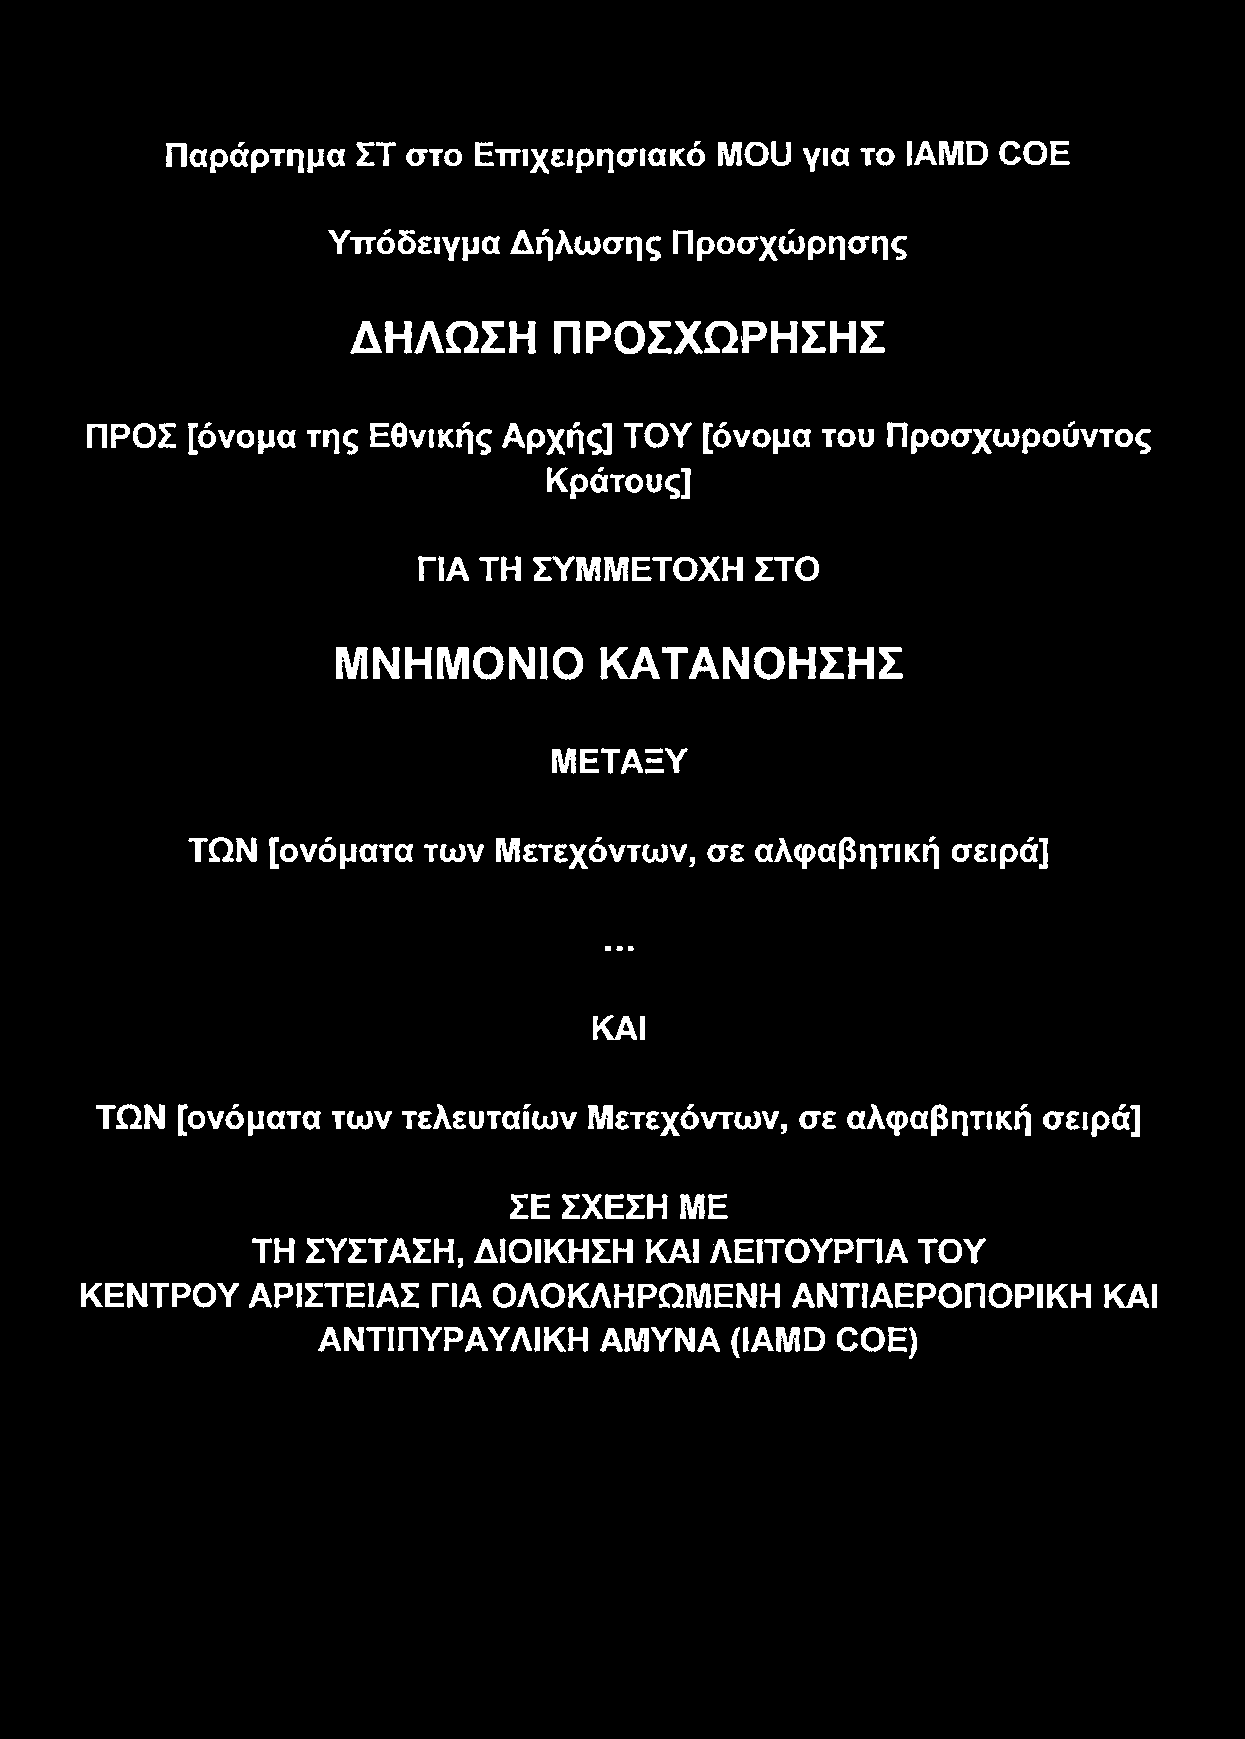 Παράρτημα ΣΤ στο Επιχειρησιακό MOU για το IAMD COE
Υπόδειγμα Δήλωσης Προσχώρησης
ΔΗΛΩΣΗ ΠΡΟΣΧΩΡΗΣΗΣ
ΠΡΟΣ [όνομα της Εθνικής Αρχής] ΤΟΥ [όνομα του Προσχωρούντος
Κράτους]
ΓΙΑ ΤΗ ΣΥΜΜΕΤΟΧΗ ΣΤΟ
ΜΝΗΜΟΝΙΟ ΚΑΤΑΝΟΗΣΗΣ
ΜΕΤΑΞΥ
ΤΩΝ [ονόματα των Μετεχόντων, σε αλφαβητική σειρά]
...
ΚΑΙ
ΤΩΝ [ονόματα των τελευταίων Μετεχόντων, σε αλφαβητική σειρά]
ΣΕ ΣΧΕΣΗ ΜΕ
ΤΗ ΣΥΣΤΑΣΗ, ΔΙΟΙΚΗΣΗ ΚΑΙ ΛΕΙΤΟΥΡΓΙΑ ΤΟΥ
ΚΕΝΤΡΟΥ ΑΡΙΣΤΕΙΑΣ ΓΙΑ ΟΛΟΚΛΗΡΩΜΕΝΗ ΑΝΤΙΑΕΡΟΠΟΡΙΚΗ ΚΑΙ
ΑΝΤΙΠΥΡΑΥΛΙΚΗ ΑΜΥΝΑ (IAMD COE)